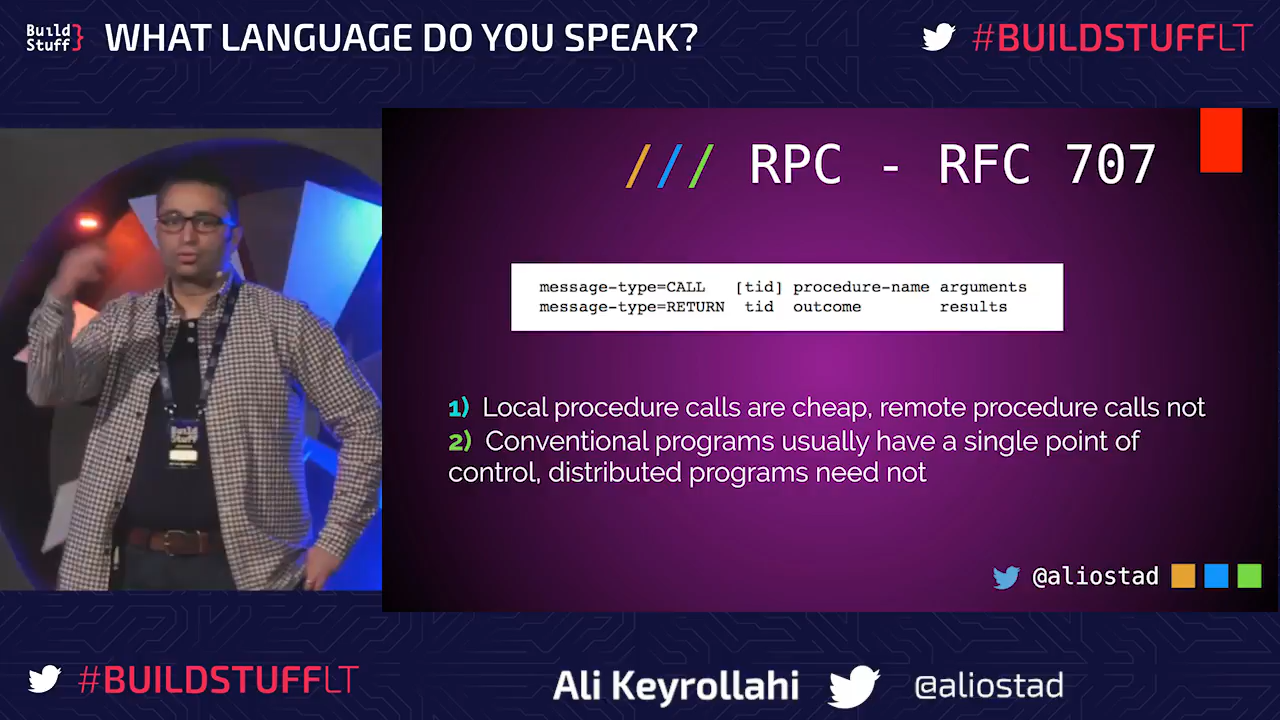 Build
Stuff}
WHAT LANGUAGE DO YOU SPEAK?
#BUILDSTUFFLT
/// RPC - RFC 707
message-type=CALL [tid] procedure-name arguments
message-type=RETURN tid outcome results
1) Local procedure calls are cheap, remote procedure calls not
2) Conventional programs usually have a single point of
control, distributed programs need not
@aliostad
Build
Stuff
#BUILDSTUFFLT
Ali Keyrollahi
@aliostad